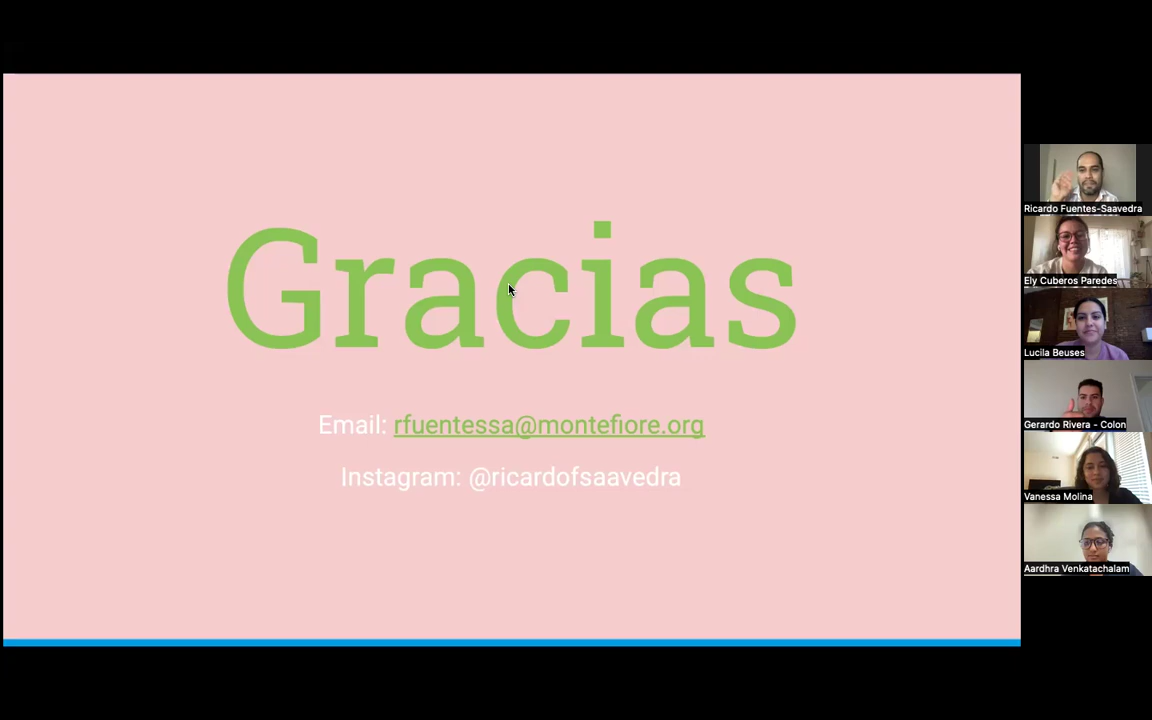 Gracias
Email: rfuentessa@montefiore.org
Instagram: @ricardofsaavedra
Ricardo Fuentes-Saavedra
Ely Cuberos Paredes
Lucila Beuses
Gerardo Rivera - Colon
Vanessa Molina
Aardhra Venkatachalam